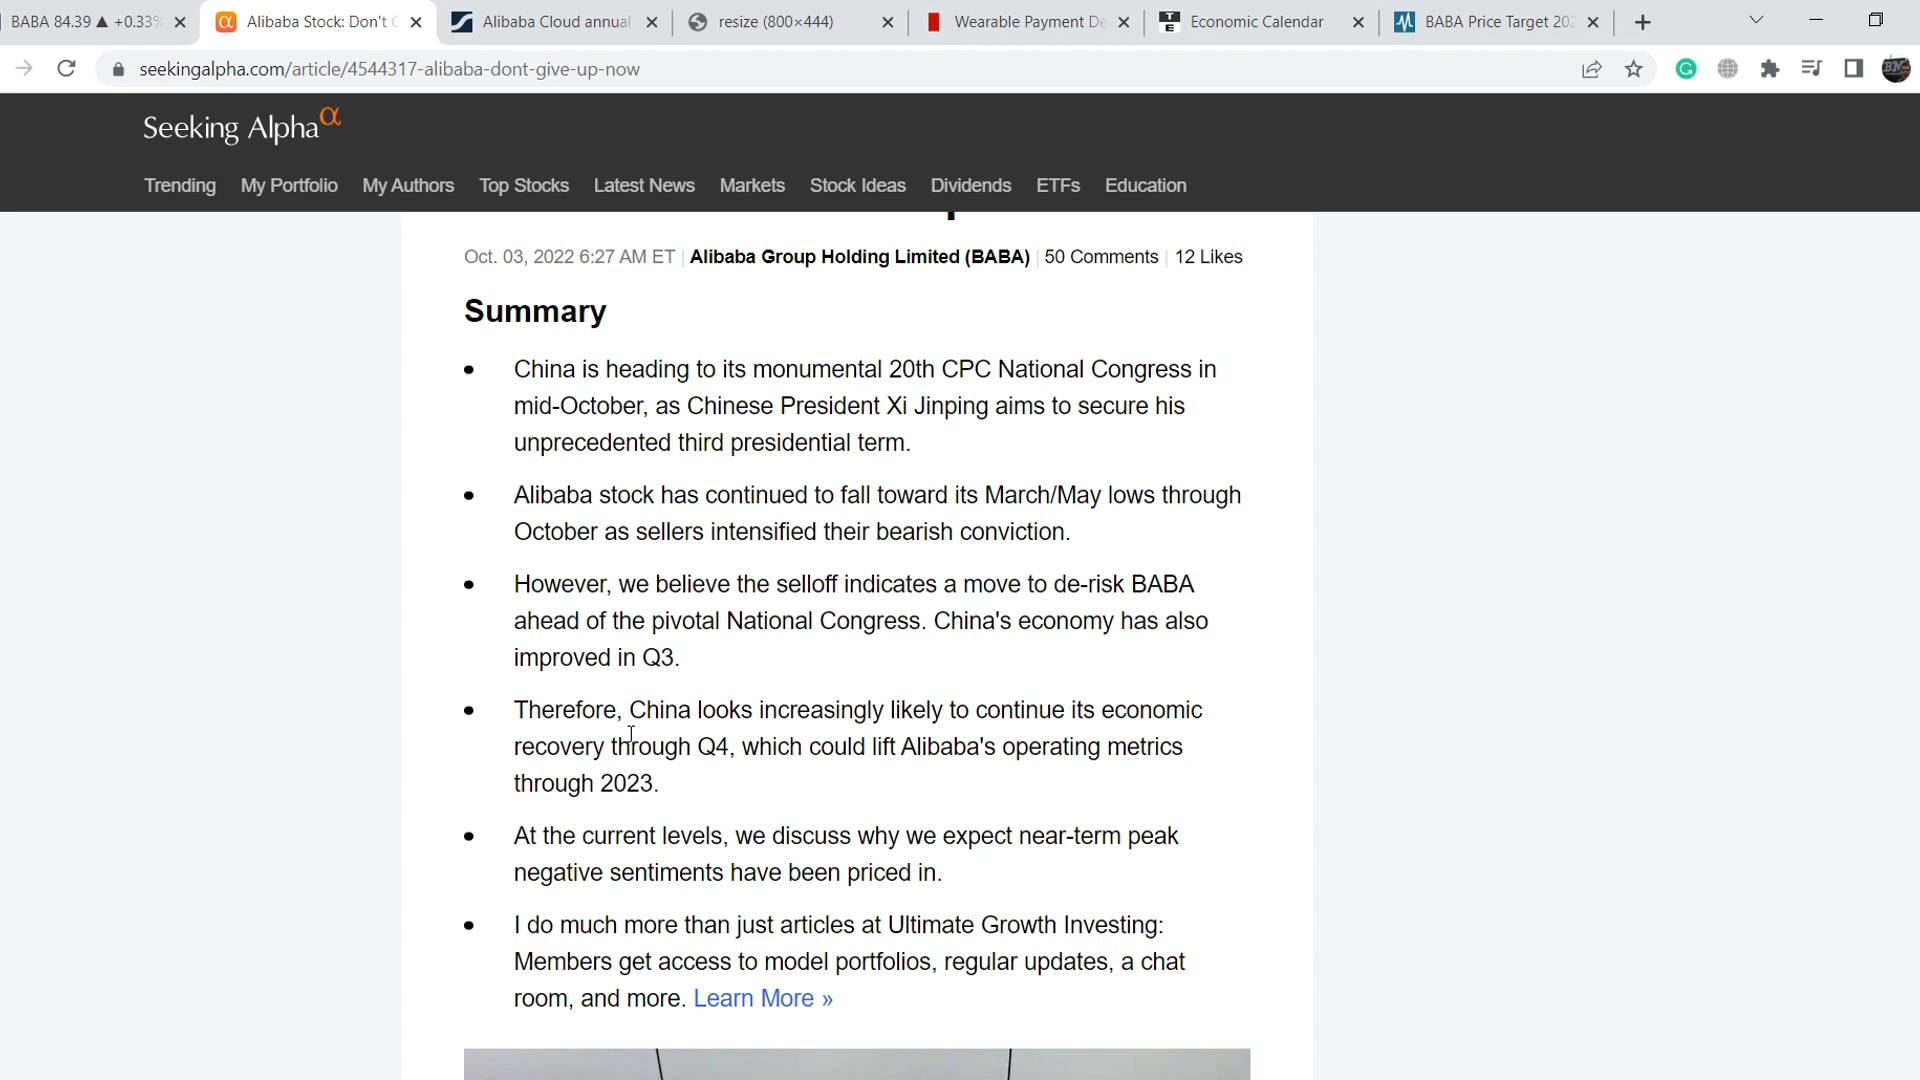 BABA 84.39 ▲ +0.33%
Alibaba Stock: Don't
Alibaba Cloud annual
resize (800×444)
Wearable Payment De
Economic Calendar
BABA Price Target 202
seekingalpha.com/article/4544317-alibaba-dont-give-up-now
Seeking Alpha α
Trending My Portfolio My Authors Top Stocks Latest News Markets Stock Ideas Dividends ETFs Education
Oct. 03, 2022 6:27 AM ET | Alibaba Group Holding Limited (BABA) | 50 Comments | 12 Likes
Summary
• China is heading to its monumental 20th CPC National Congress in
mid-October, as Chinese President Xi Jinping aims to secure his
unprecedented third presidential term.
• Alibaba stock has continued to fall toward its March/May lows through
October as sellers intensified their bearish conviction.
• However, we believe the selloff indicates a move to de-risk BABA
ahead of the pivotal National Congress. China's economy has also
improved in Q3.
• Therefore, China looks increasingly likely to continue its economic
recovery through Q4, which could lift Alibaba's operating metrics
through 2023.
• At the current levels, we discuss why we expect near-term peak
negative sentiments have been priced in.
• I do much more than just articles at Ultimate Growth Investing:
Members get access to model portfolios, regular updates, a chat
room, and more. Learn More »